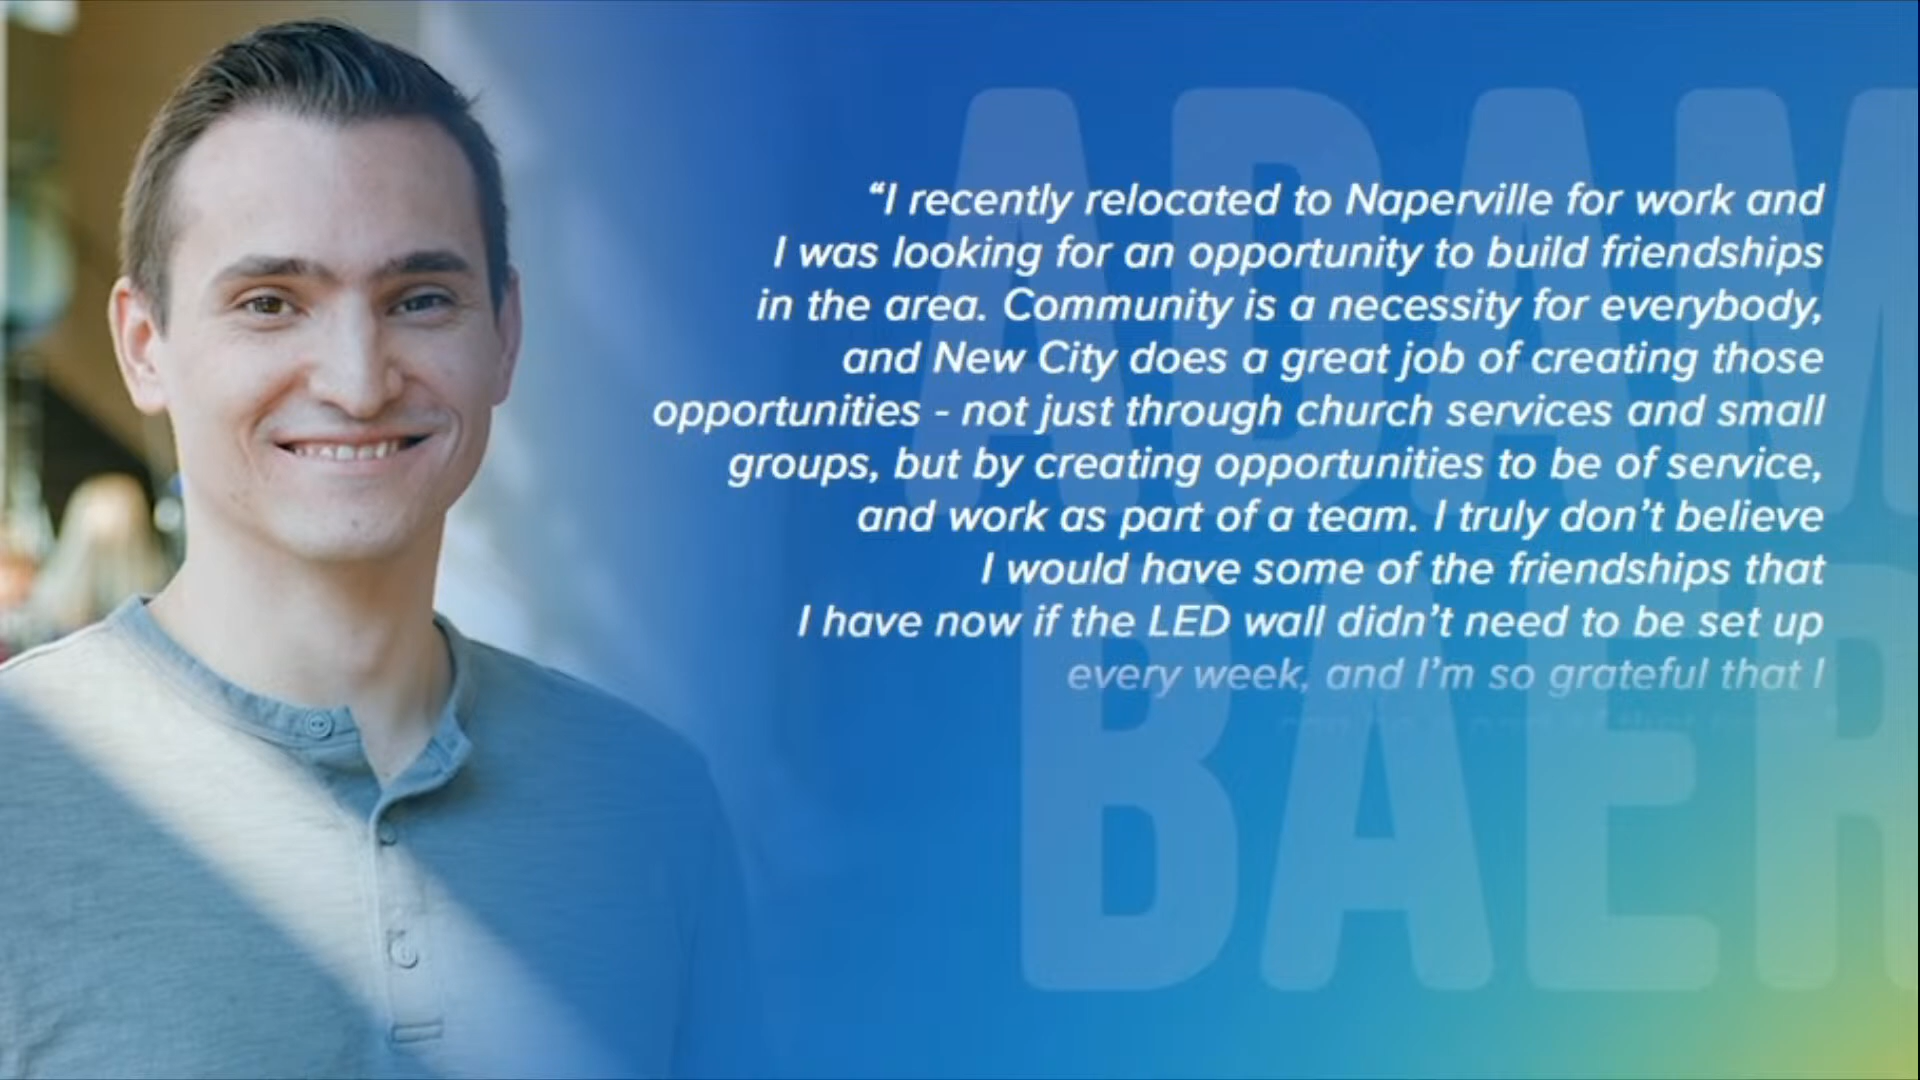 ADAM
BAER
“I recently relocated to Naperville for work and
I was looking for an opportunity to build friendships
in the area. Community is a necessity for everybody,
and New City does a great job of creating those
opportunities - not just through church services and small
groups, but by creating opportunities to be of service,
and work as part of a team. I truly don’t believe
I would have some of the friendships that
I have now if the LED wall didn’t need to be set up
every week, and I’m so grateful that I